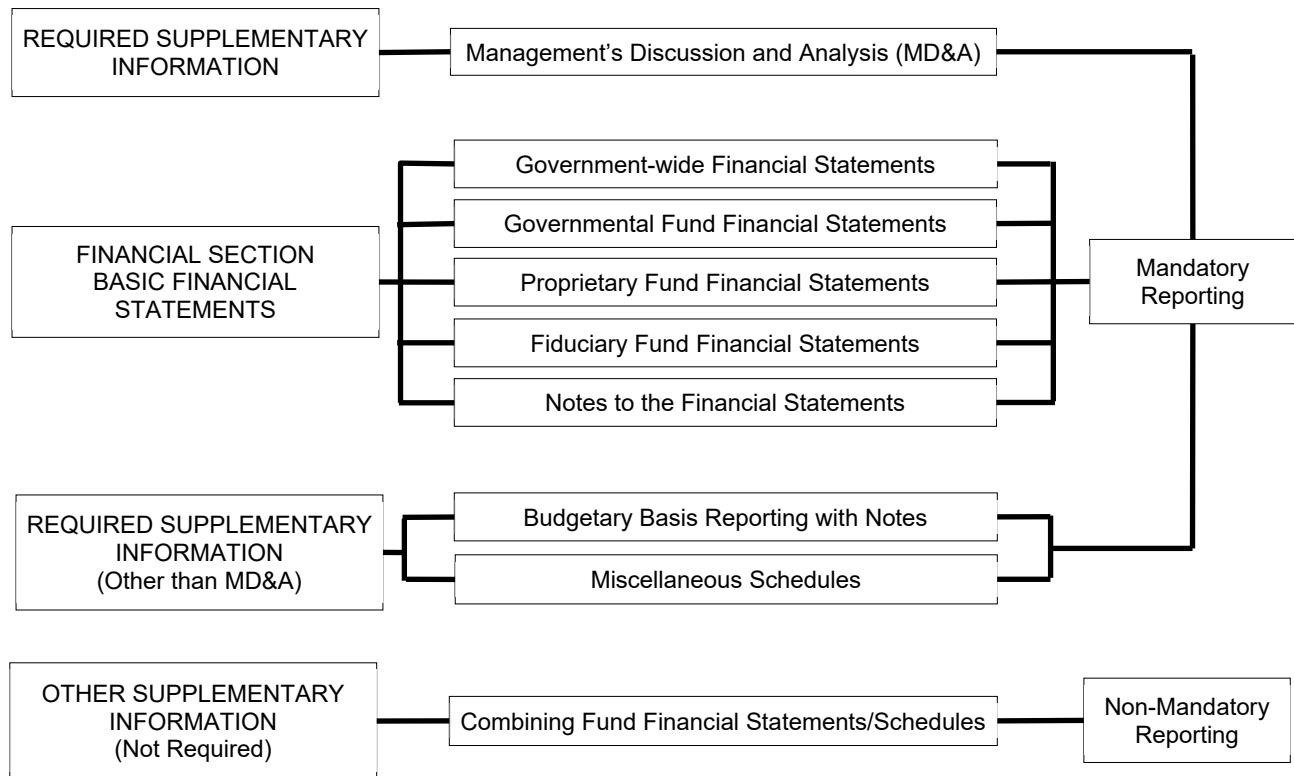 REQUIRED SUPPLEMENTARY
INFORMATION
Management’s Discussion and Analysis (MD&A)
Government-wide Financial Statements
Governmental Fund Financial Statements
FINANCIAL SECTION
BASIC FINANCIAL
STATEMENTS
Proprietary Fund Financial Statements
Mandatory
Reporting
Fiduciary Fund Financial Statements
Notes to the Financial Statements
REQUIRED SUPPLEMENTARY
INFORMATION
(Other than MD&A)
Budgetary Basis Reporting with Notes
Miscellaneous Schedules
OTHER SUPPLEMENTARY
INFORMATION
(Not Required)
Combining Fund Financial Statements/Schedules
Non-Mandatory
Reporting